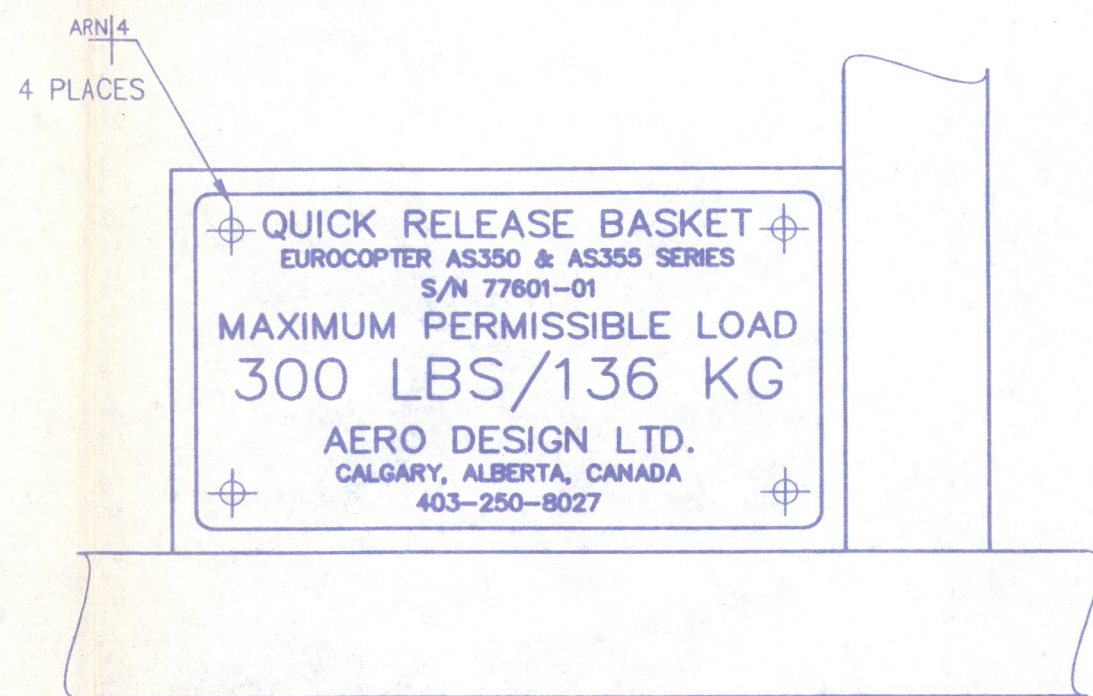 ARN 4
4 PLACES
QUICK RELEASE BASKET
EUROCOPTER AS350 & AS355 SERIES
S/N 77601-01
MAXIMUM PERMISSIBLE LOAD
300 LBS/136 KG
AERO DESIGN LTD.
CALGARY, ALBERTA, CANADA
403-250-8027